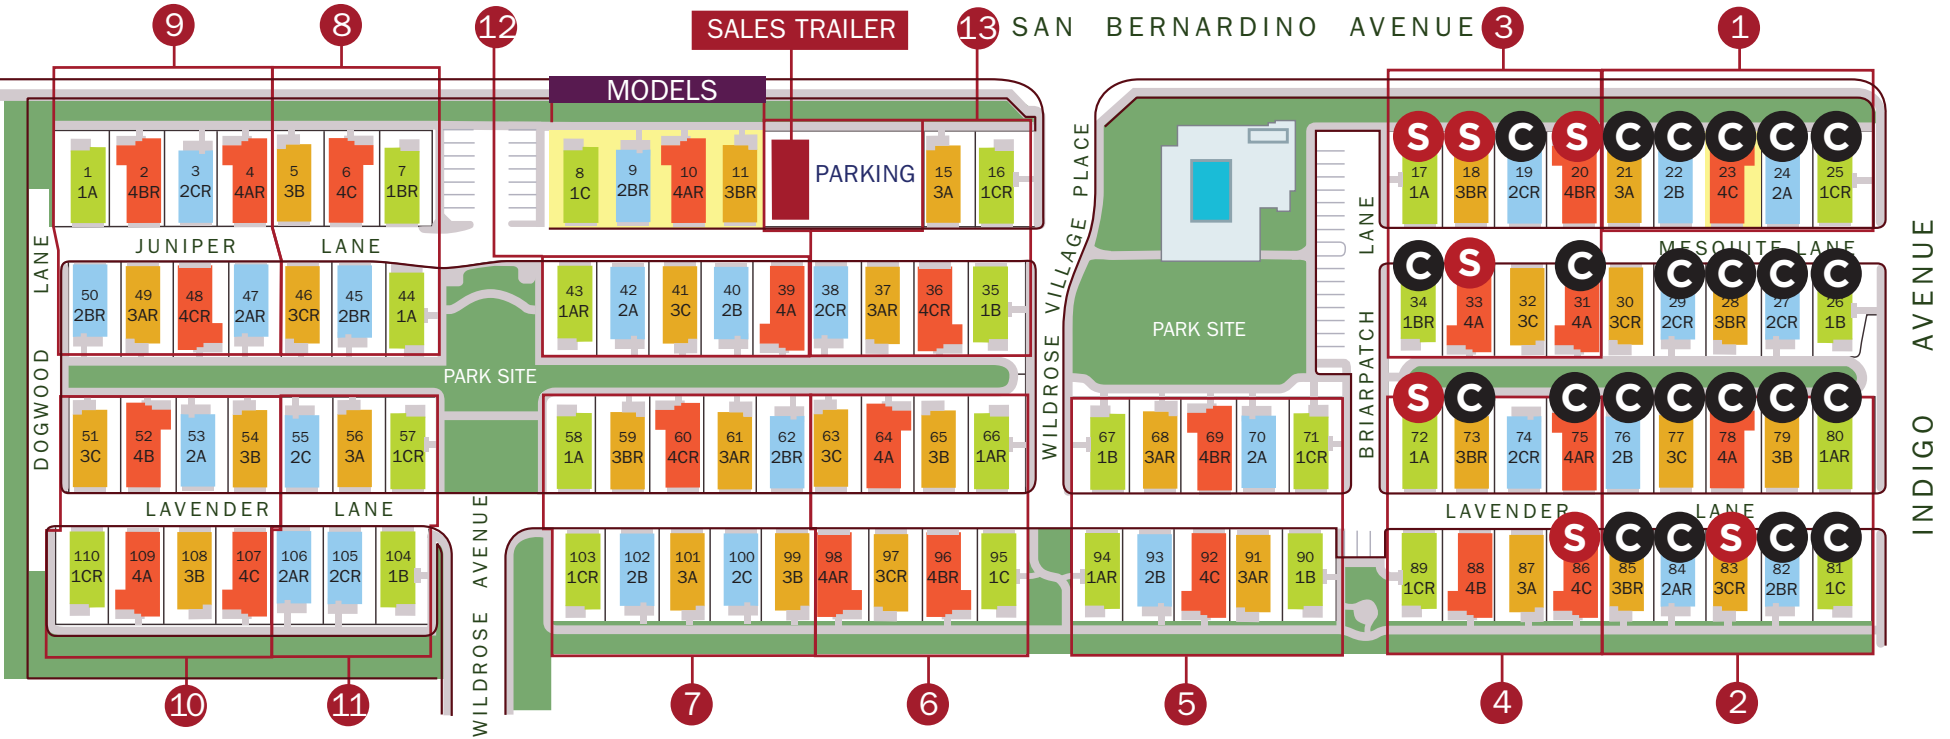 9
8
12
SALES TRAILER
13
SAN BERNARDINO AVENUE
3
1
MODELS
S
S
C
S
C
C
C
C
C
1
1A
2
4BR
3
2CR
4
4AR
5
3B
6
4C
7
1BR
8
1C
9
2BR
10
4AR
11
3BR
PARKING
15
3A
16
1CR
17
1A
18
3BR
19
2CR
20
4BR
21
3A
22
2B
23
4C
24
2A
25
1CR
JUNIPER LANE
MESQUITE LANE
C
S
C
C
C
C
C
50
2BR
49
3AR
48
4CR
47
2AR
46
3CR
45
2BR
44
1A
43
1AR
42
2A
41
3C
40
2B
39
4A
38
2CR
37
3AR
36
4CR
35
1B
34
1BR
33
4A
32
3C
31
4A
30
3CR
29
2CR
28
3BR
27
2CR
26
1B
PARK SITE
PARK SITE
DOGWOOD LANE
WILDROSE VILLAGE PLACE
BRIARPATCH LANE
INDIGO AVENUE
S
C
C
C
C
C
C
C
51
3C
52
4B
53
2A
54
3B
55
2C
56
3A
57
1CR
58
1A
59
3BR
60
4CR
61
3AR
62
2BR
63
3C
64
4A
65
3B
66
1AR
67
1B
68
3AR
69
4BR
70
2A
71
1CR
72
1A
73
3BR
74
2CR
75
4AR
76
2B
77
3C
78
4A
79
3B
80
1AR
LAVENDER LANE
LAVENDER LANE
WILDROSE AVENUE
S
C
C
S
C
C
110
1CR
109
4A
108
3B
107
4C
106
2AR
105
2CR
104
1B
103
1CR
102
2B
101
3A
100
2C
99
3B
98
4AR
97
3CR
96
4BR
95
1C
94
1AR
93
2B
92
4C
91
3AR
90
1B
89
1CR
88
4B
87
3A
86
4C
85
3BR
84
2AR
83
3CR
82
2BR
81
1C
10
11
7
6
5
4
2